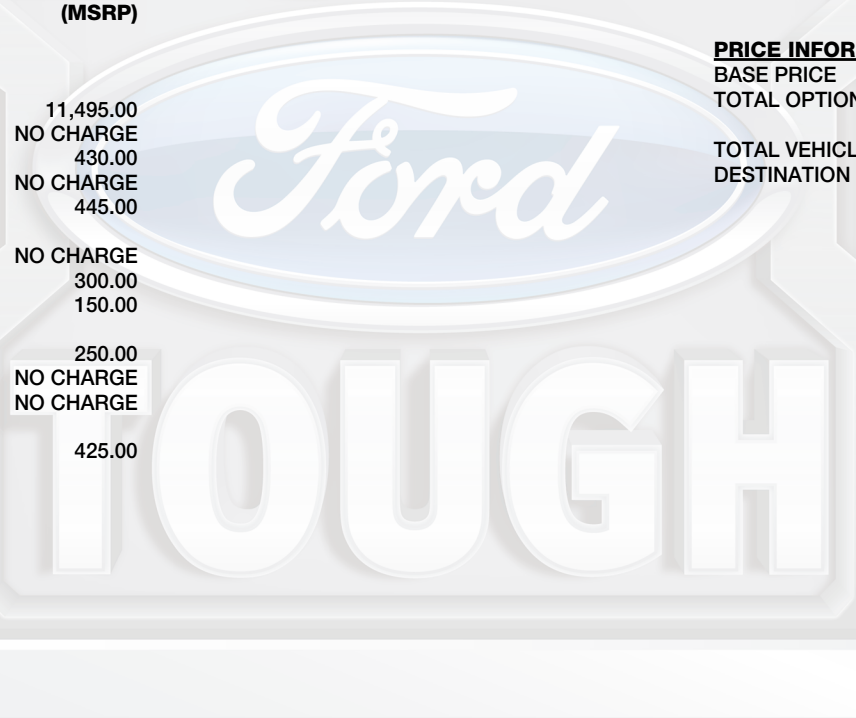 (MSRP)
11,495.00
NO CHARGE
430.00
NO CHARGE
445.00
NO CHARGE
300.00
150.00
250.00
NO CHARGE
NO CHARGE
425.00
PRICE INFOR
BASE PRICE
TOTAL OPTION
TOTAL VEHICL
DESTINATION
Ford
TOUGH